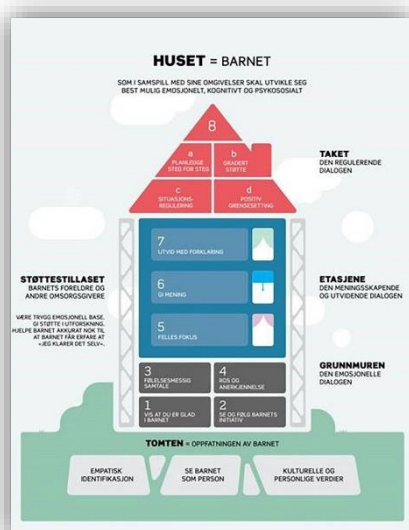 HUSET = BARNET
SOM I SAMSPILL MED SINE OMGIVELSER SKAL UTVIKLE SEG
BEST MULIG EMOSJONELT, KOGNITIVT OG PSYKOSOSIALT
8
a
PLANLEGGE
STEG FOR STEG
b
GRADERT
STØTTE
c
SITUASJONS-
REGULERING
d
POSITIV
GRENSESETTING
TAKET
DEN REGULERENDE
DIALOGEN
7
UTVID MED FORKLARING
6
GI MENING
5
FELLES FOKUS
STØTTESTILLASET
BARNETS FORELDRE OG
ANDRE OMSORGSGIVERE
VÆRE TRYGG EMOSJONELL BASE.
GI STØTTE I UTFORSKNING.
HJELPE BARNET AKKURAT NOK TIL
AT BARNET FÅR ERFARE AT
«JEG KLARER DET SELV».
ETASJENE
DEN MENINGSSKAPENDE
OG UTVIDENDE DIALOGEN
3
FØLELSESMESSIG
SAMTALE
4
ROS OG
ANERKJENNELSE
1
VIS AT DU ER GLAD
I BARNET
2
SE OG FØLG BARNETS
INITIATIV
GRUNNMUREN
DEN EMOSJONELLE
DIALOGEN
TOMTEN = OPPFATNINGEN AV BARNET
EMPATISK
IDENTIFIKASJON
SE BARNET
SOM PERSON
KULTURELLE OG
PERSONLIGE VERDIER